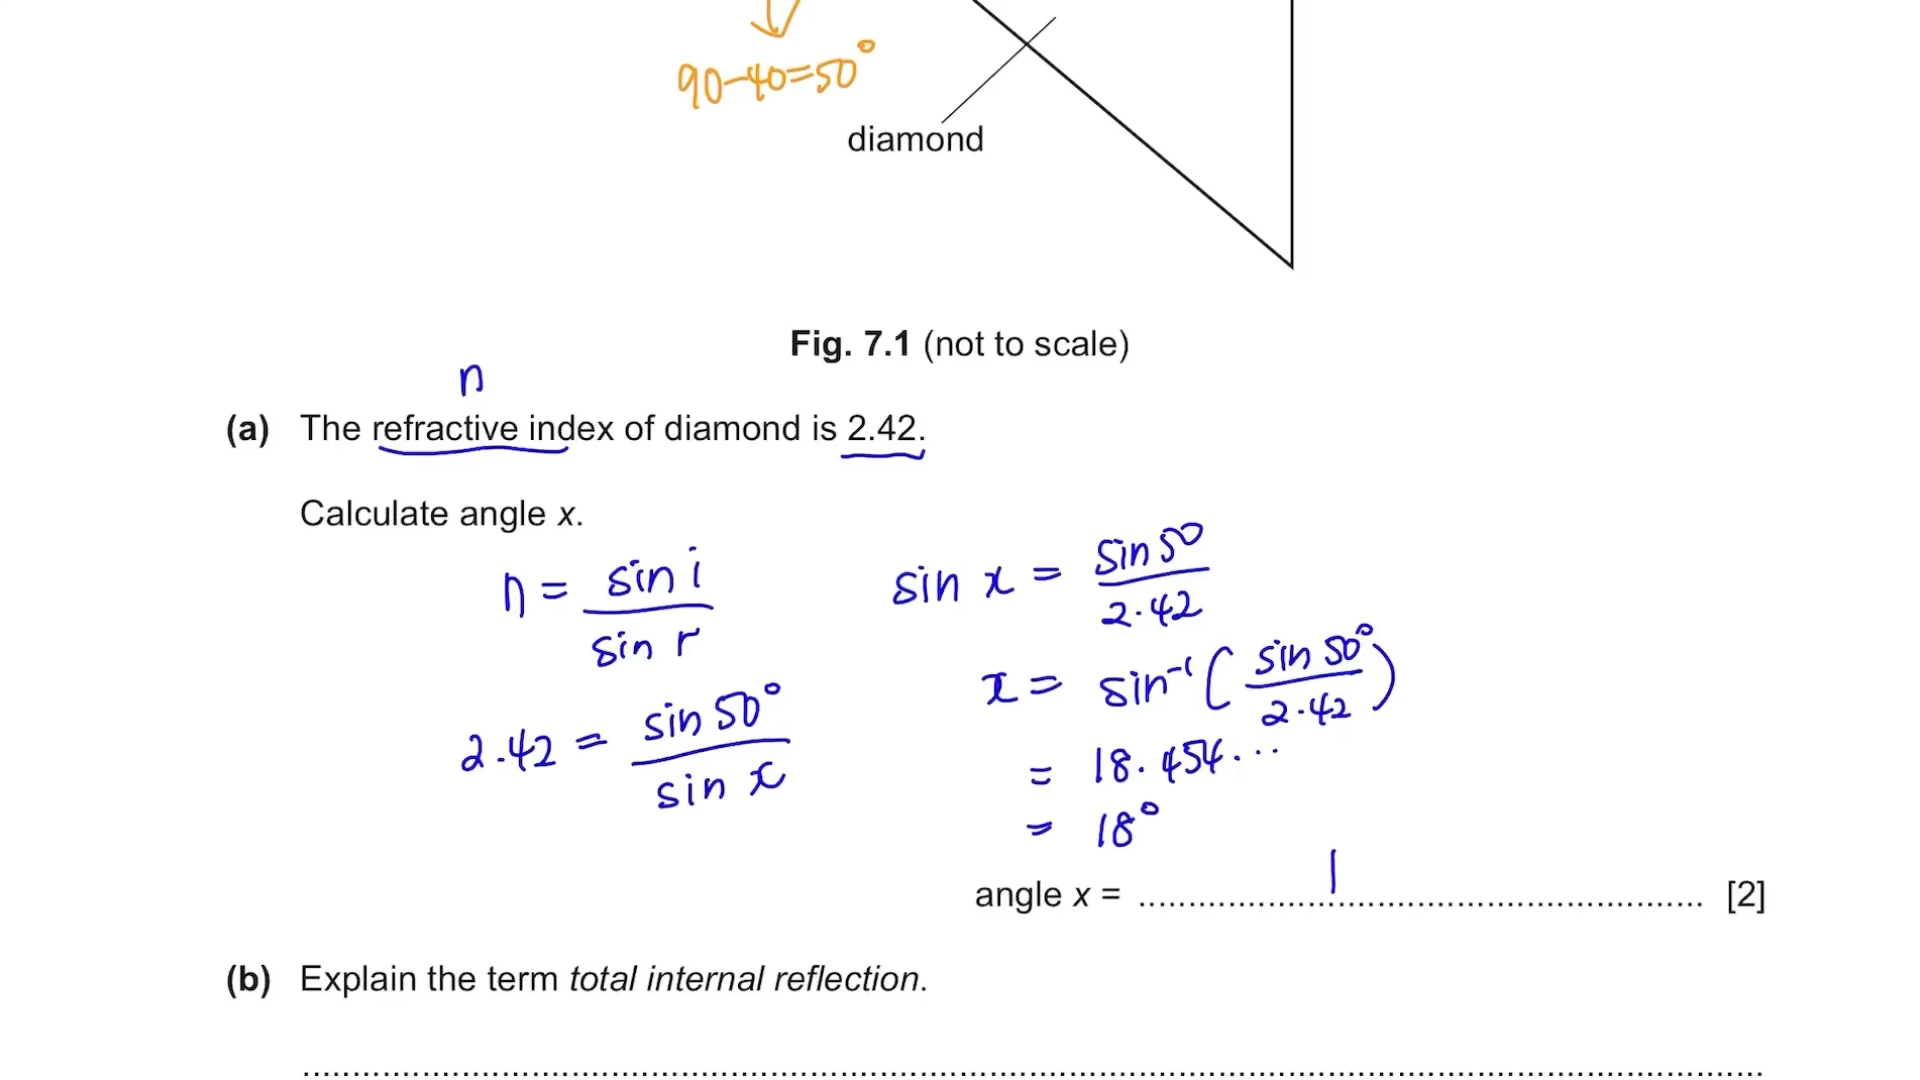 90-40=50°
diamond
Fig. 7.1 (not to scale)
n
(a) The refractive index of diamond is 2.42.
Calculate angle x.
n = sin i / sin r
2.42 = sin 50° / sin x
sin x = sin 50 / 2.42
x = sin⁻¹ ( sin 50° / 2.42 )
= 18.454...
= 18°
angle x = 1 [2]
(b) Explain the term total internal reflection.